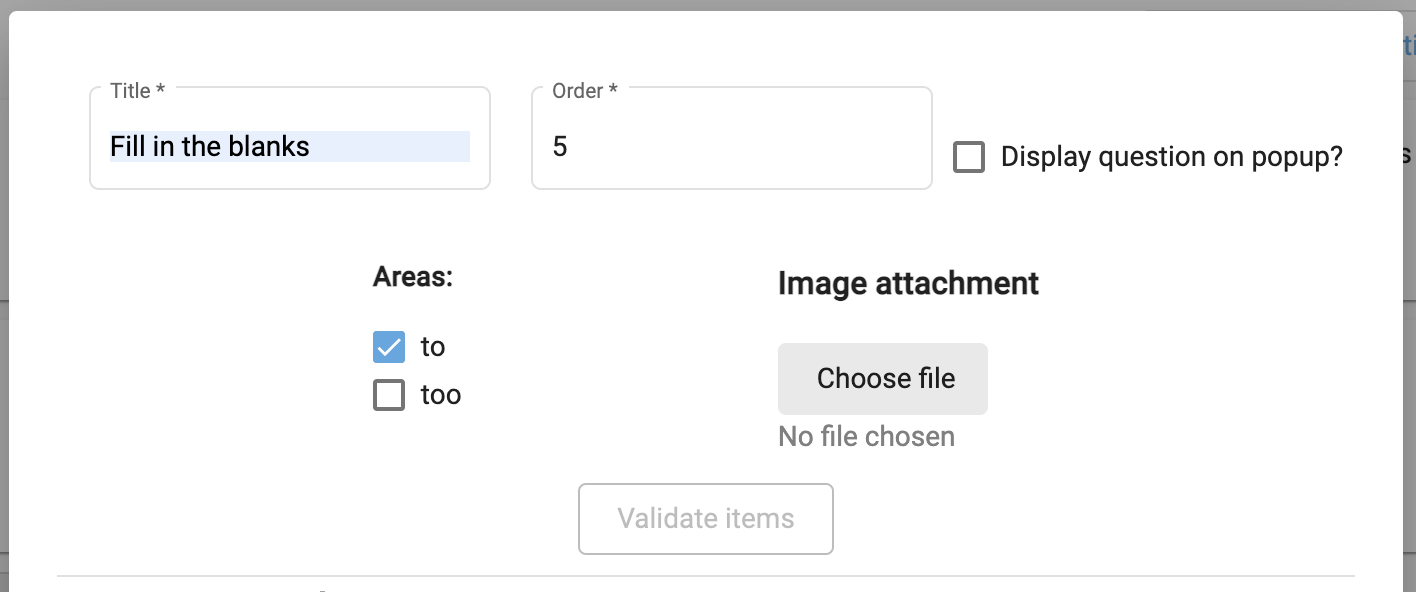 Title *
Fill in the blanks
Order *
5
Display question on popup?
Areas:
to
too
Image attachment
Choose file
No file chosen
Validate items